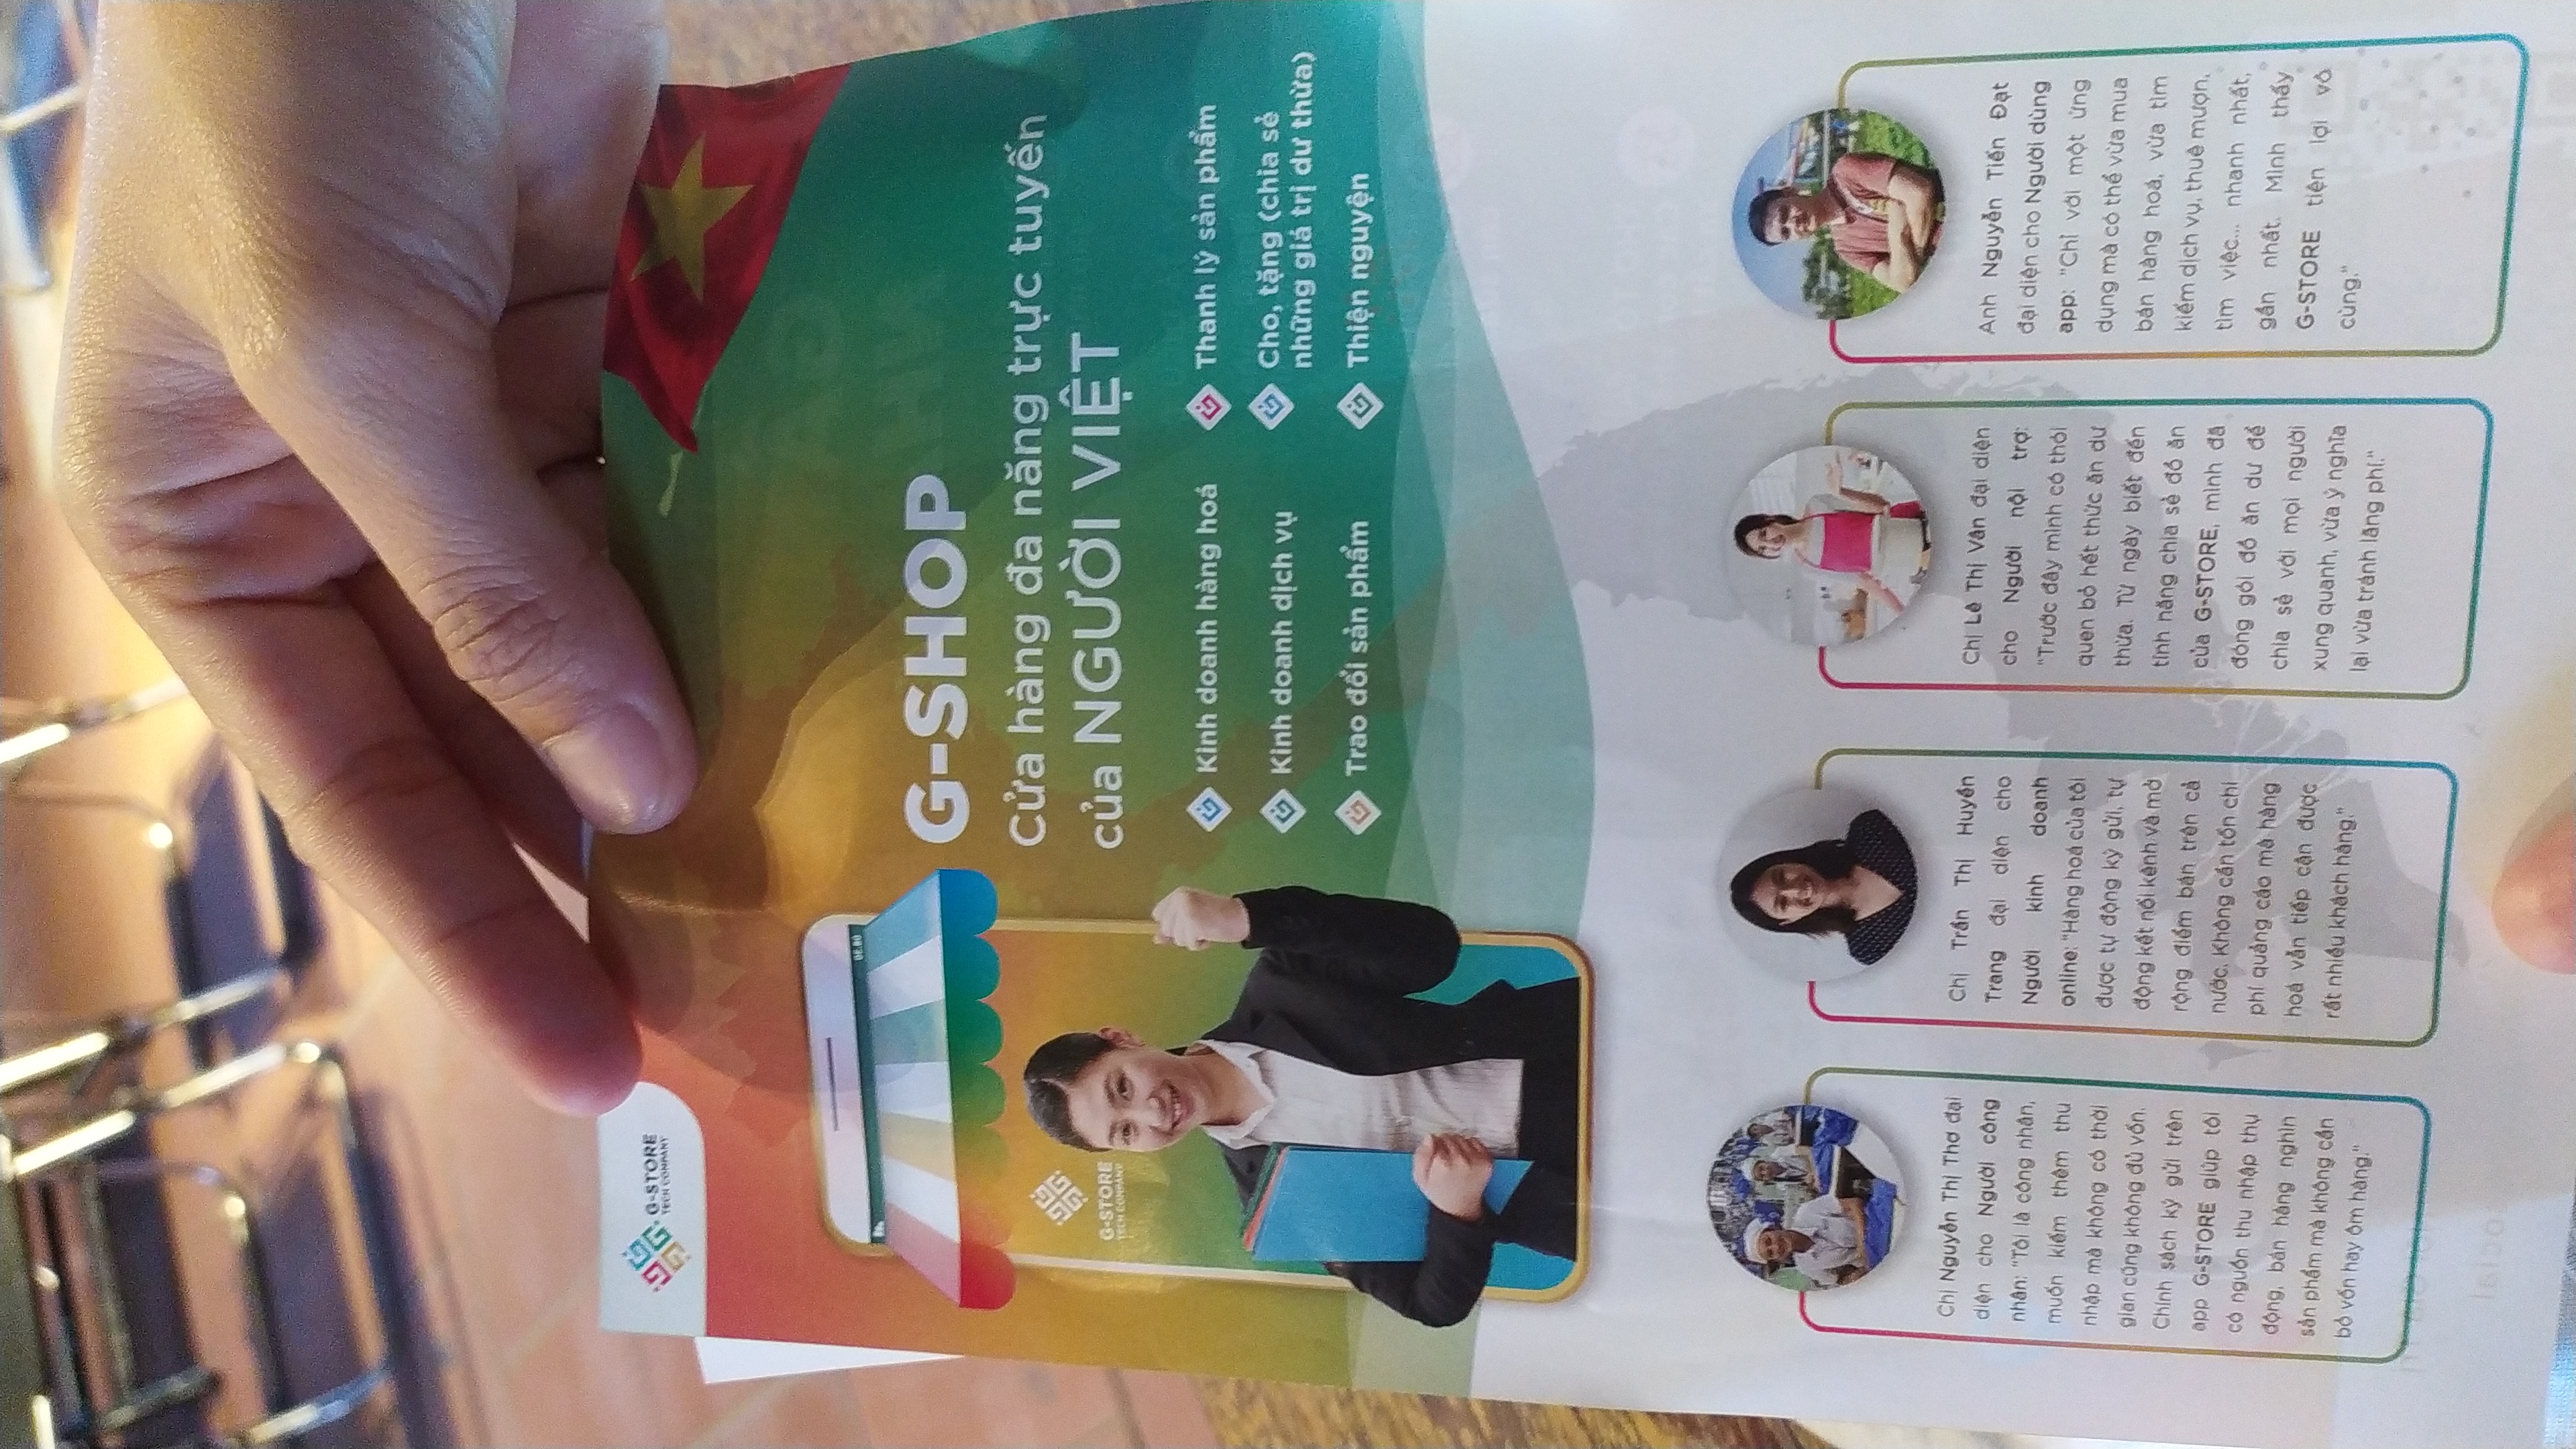 G-STORE
TECH COMPANY
G-STORE
TECH COMPANY
G-SHOP
Cửa hàng đa năng trực tuyến
của NGƯỜI VIỆT
Kinh doanh hàng hoá
Kinh doanh dịch vụ
Trao đổi sản phẩm
Thanh lý sản phẩm
Cho, tặng (chia sẻ
những giá trị dư thừa)
Thiện nguyện
Chị Nguyễn Thị Thơ đại
diện cho Người công
nhân: "Tôi là công nhân,
muốn kiếm thêm thu
nhập mà không có thời
gian cũng không đủ vốn.
Chính sách ký gửi trên
app G-STORE giúp tôi
có nguồn thu nhập thụ
động, bán hàng nghìn
sản phẩm mà không cần
bỏ vốn hay ôm hàng."
Chị Trần Thị Huyền
Trang đại diện cho
Người kinh doanh
online: "Hàng hoá của tôi
được tự động ký gửi, tự
động kết nối kênh và mở
rộng điểm bán trên cả
nước. Không cần tốn chi
phí quảng cáo mà hàng
hoá vẫn tiếp cận được
rất nhiều khách hàng."
Chị Lê Thị Vân đại diện
cho Người nội trợ:
"Trước đây mình có thói
quen bỏ hết thức ăn dư
thừa. Từ ngày biết đến
tính năng chia sẻ đồ ăn
của G-STORE, mình đã
đóng gói đồ ăn dư để
chia sẻ với mọi người
xung quanh, vừa ý nghĩa
lại vừa tránh lãng phí."
Anh Nguyễn Tiến Đạt
đại diện cho Người dùng
app: "Chỉ với một ứng
dụng mà có thể vừa mua
bán hàng hoá, vừa tìm
kiếm dịch vụ, thuê mượn,
tìm việc... nhanh nhất,
gần nhất. Mình thấy
G-STORE tiện lợi vô
cùng."